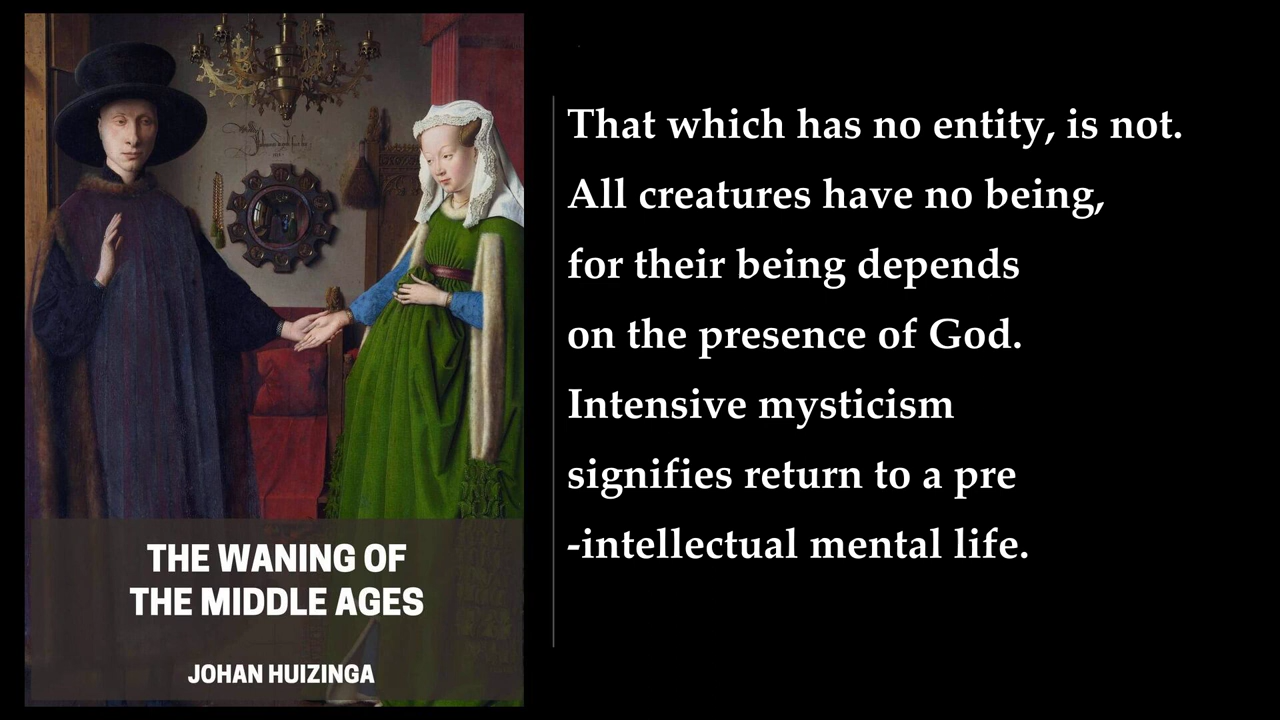 THE WANING OF
THE MIDDLE AGES
JOHAN HUIZINGA
That which has no entity, is not.
All creatures have no being,
for their being depends
on the presence of God.
Intensive mysticism
signifies return to a pre
-intellectual mental life.